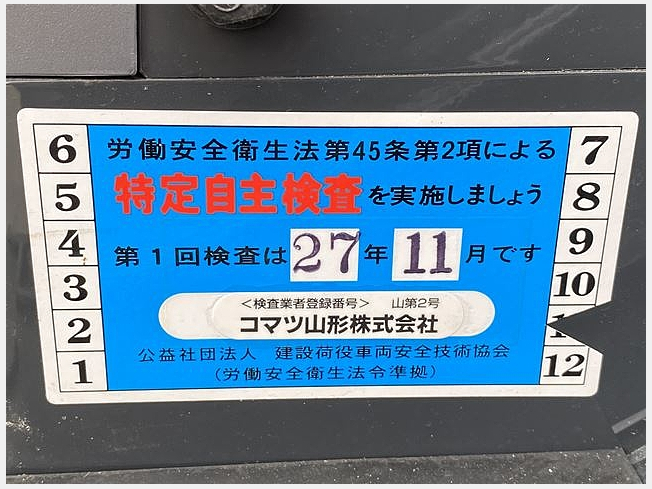 労働安全衛生法第45条第2項による
特定自主検査を実施しましょう
第1回検査は27年11月です
<検査業者登録番号> 山第2号
コマツ山形株式会社
公益社団法人 建設荷役車両安全技術協会
(労働安全衛生法令準拠)
6
5
4
3
2
1
7
8
9
10
12